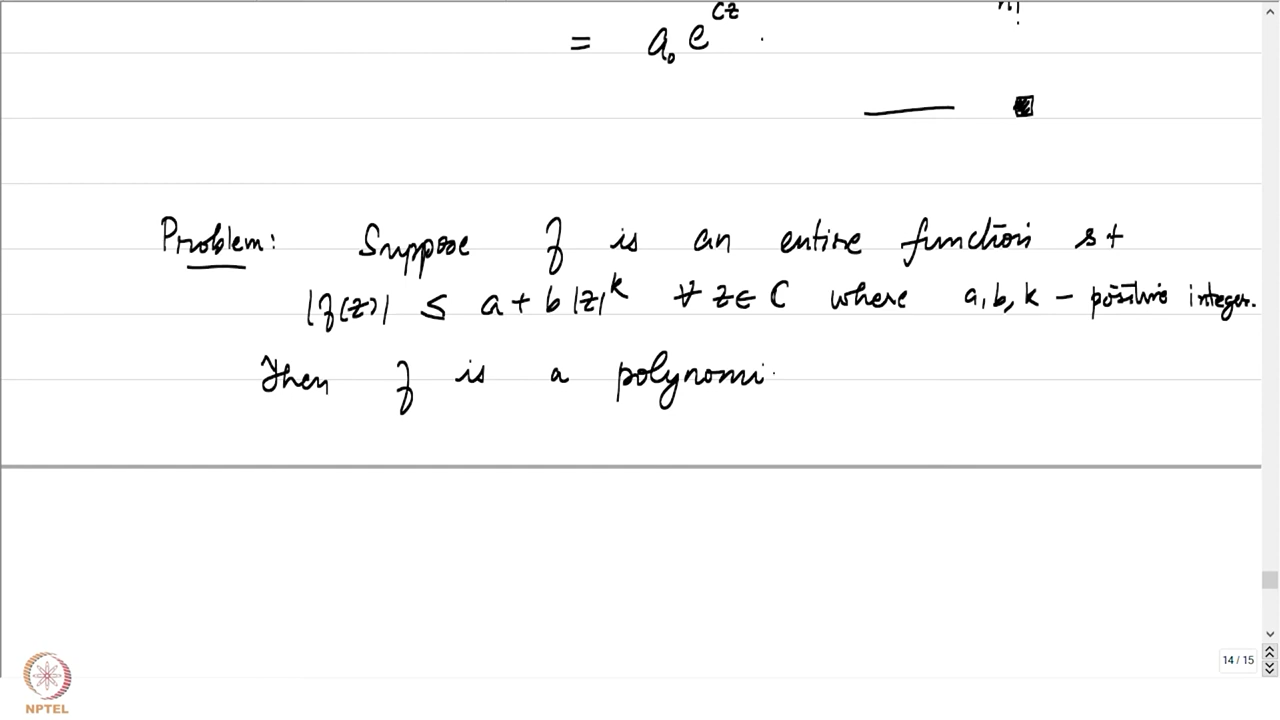 = a₀ e^{cz} .
n!
Problem: Suppose f is an entire function s t
|f(z)| ≤ a + b |z|^k ∀ z ∈ C where a, b, k – positive integer.
Then f is a polynomi
14 / 15
NPTEL